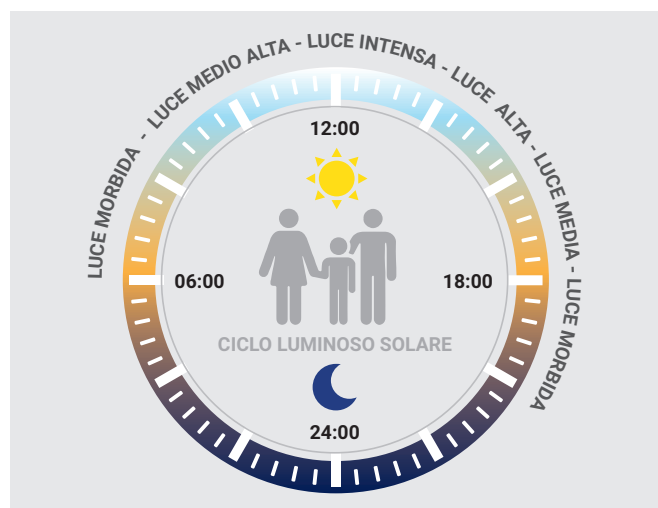 LUCE MORBIDA - LUCE MEDIO ALTA - LUCE INTENSA - LUCE ALTA - LUCE MEDIA - LUCE MORBIDA
12:00
06:00
18:00
CICLO LUMINOSO SOLARE
24:00